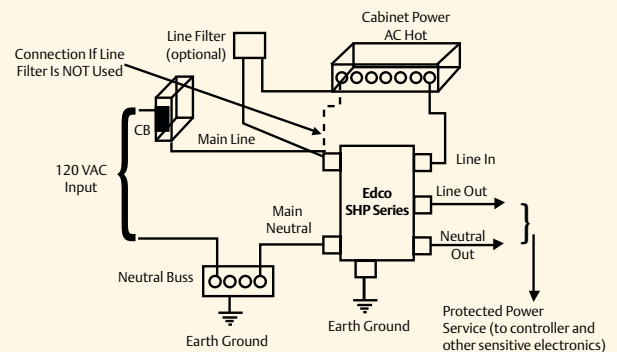 Cabinet Power
AC Hot
Line Filter
(optional)
Connection If Line
Filter Is NOT Used
CB
Main Line
120 VAC
Input
Edco
SHP Series
Line In
Line Out
Neutral
Out
Main
Neutral
Neutral Buss
Earth Ground
Earth Ground
Protected Power
Service (to controller and
other sensitive electronics)